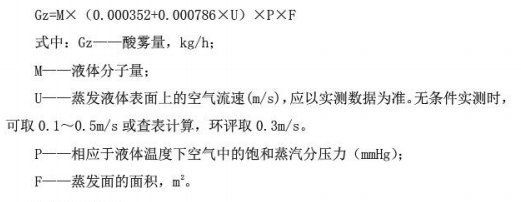 Gz=M×（0.000352+0.000786×U）×P×F
式中：Gz——酸雾量，kg/h；
M——液体分子量；
U——蒸发液体表面上的空气流速(m/s)，应以实测数据为准。无条件实测时，
可取 0.1～0.5m/s 或查表计算，环评取 0.3m/s。
P——相应于液体温度下空气中的饱和蒸汽分压力（mmHg）；
F——蒸发面的面积，m²。